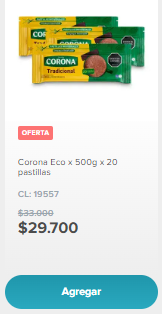 CORONA
CORONA
Tradicional
OFERTA
Corona Eco x 500g x 20
pastillas
CL: 19557
$33.000
$29.700
Agregar